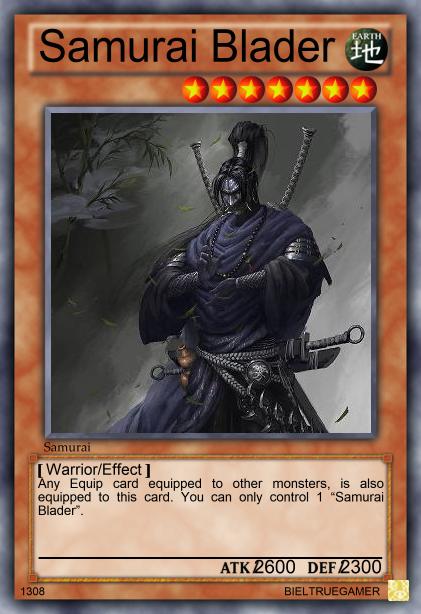 Samurai Blader
EARTH
地
Samurai
[ Warrior/Effect ]
Any Equip card equipped to other monsters, is also
equipped to this card. You can only control 1 “Samurai
Blader”.
ATK 2600 DEF 2300
1308 BIELTRUEGAMER